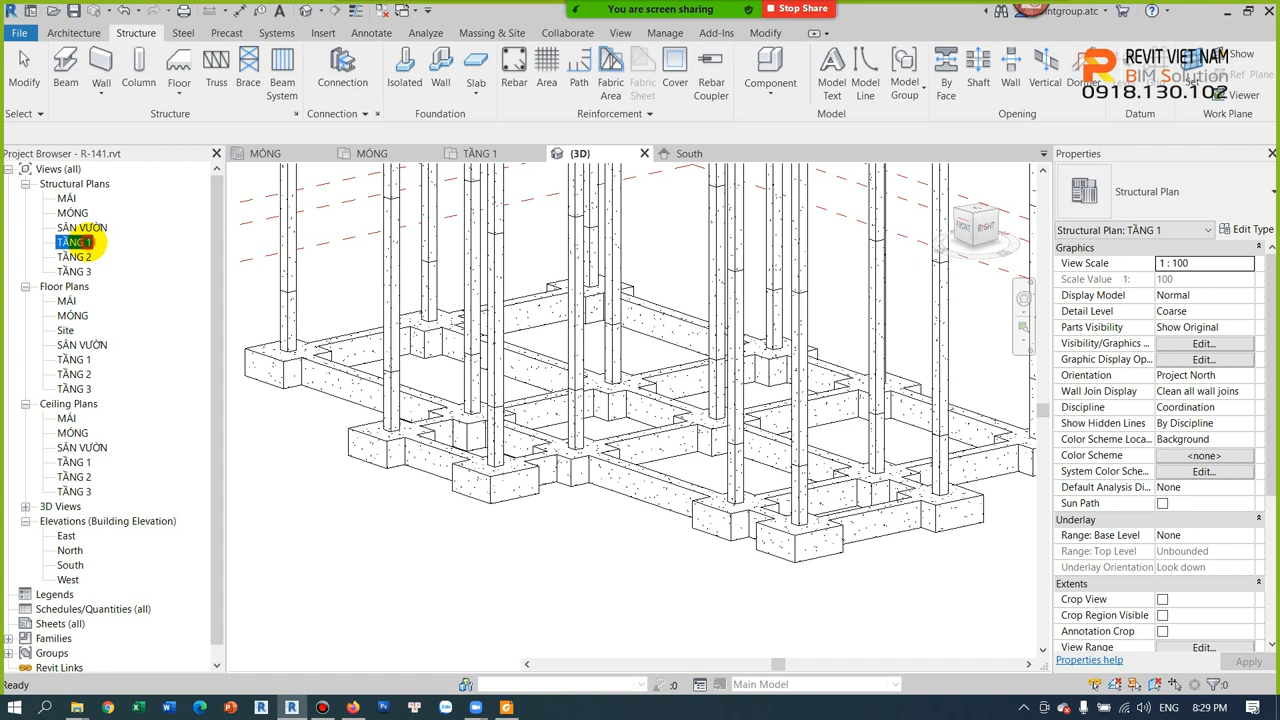 You are screen sharing
Stop Share
mintgroup.atc
File
Architecture
Structure
Steel
Precast
Systems
Insert
Annotate
Analyze
Massing & Site
Collaborate
View
Manage
Add-Ins
Modify
Modify
Beam
Wall
Column
Floor
Truss
Brace
Beam System
Connection
Isolated
Wall
Slab
Rebar
Area
Path
Fabric Area
Fabric Sheet
Cover
Rebar Coupler
Component
Model Text
Model Line
Model Group
By Face
Shaft
Wall
Vertical
Dormer
Set
Show
Ref Plane
Viewer
REVIT VIET NAM
BIM Solution
0918.130.102
Select
Structure
Connection
Foundation
Reinforcement
Model
Opening
Datum
Work Plane
Project Browser - R-141.rvt
MÓNG
MÓNG
TẦNG 1
{3D}
South
Properties
Views (all)
Structural Plans
MÁI
MÓNG
SÂN VƯỜN
TẦNG 1
TẦNG 2
TẦNG 3
Floor Plans
MÁI
MÓNG
Site
SÂN VƯỜN
TẦNG 1
TẦNG 2
TẦNG 3
Ceiling Plans
MÁI
MÓNG
SÂN VƯỜN
TẦNG 1
TẦNG 2
TẦNG 3
3D Views
Elevations (Building Elevation)
East
North
South
West
Legends
Schedules/Quantities (all)
Sheets (all)
Families
Groups
Revit Links
FRONT
RIGHT
Structural Plan
Structural Plan: TẦNG 1
Edit Type
Graphics
View Scale 1 : 100
Scale Value 1: 100
Display Model Normal
Detail Level Coarse
Parts Visibility Show Original
Visibility/Graphics ... Edit...
Graphic Display Op... Edit...
Orientation Project North
Wall Join Display Clean all wall joins
Discipline Coordination
Show Hidden Lines By Discipline
Color Scheme Loca... Background
Color Scheme <none>
System Color Sche... Edit...
Default Analysis Di... None
Sun Path
Underlay
Range: Base Level None
Range: Top Level Unbounded
Underlay Orientation Look down
Extents
Crop View
Crop Region Visible
Annotation Crop
View Range Edit...
Properties help
Apply
Ready
:0
Main Model
:0
ENG
8:29 PM